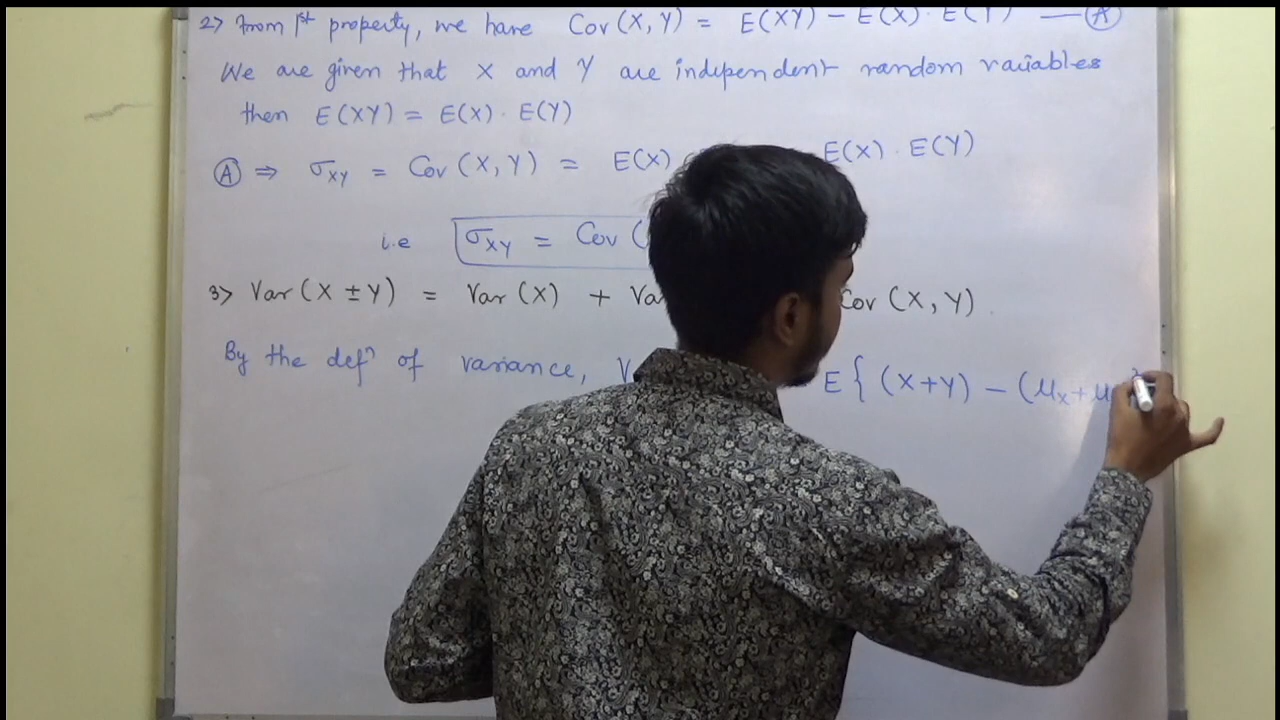 2> From 1st property, we have Cov (X, Y) = E(XY) - E(X) . E(Y) — (A)
We are given that X and Y are independent random variables
then E(XY) = E(X) . E(Y)
(A) ⇒ σXY = Cov (X, Y) = E(X) E(X) . E(Y)
i.e σXY = Cov (
3> Var (X ± Y) = Var (X) + Va Cov (X, Y)
By the defn of variance, V E { (X+Y) - (μx+μ